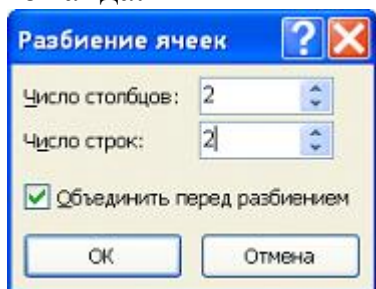 Разбиение ячеек
Число столбцов: 2
Число строк: 2
Объединить перед разбиением
ОК Отмена